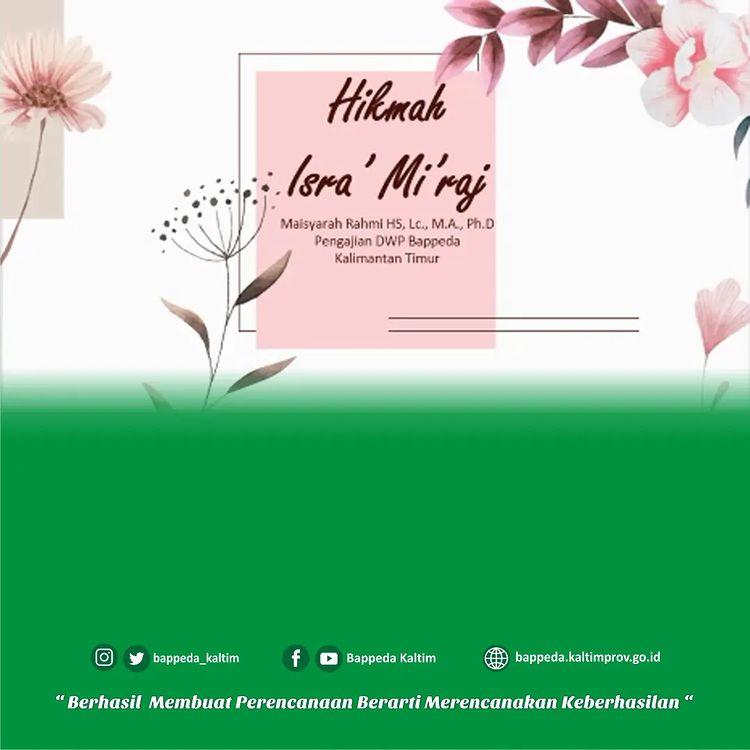 Hikmah
Isra' Mi'raj
Maisyarah Rahmi HS, Lc., M.A., Ph.D
Pengajian DWP Bappeda
Kalimantan Timur
bappeda_kaltim
Bappeda Kaltim
bappeda.kaltimprov.go.id
“ Berhasil Membuat Perencanaan Berarti Merencanakan Keberhasilan “